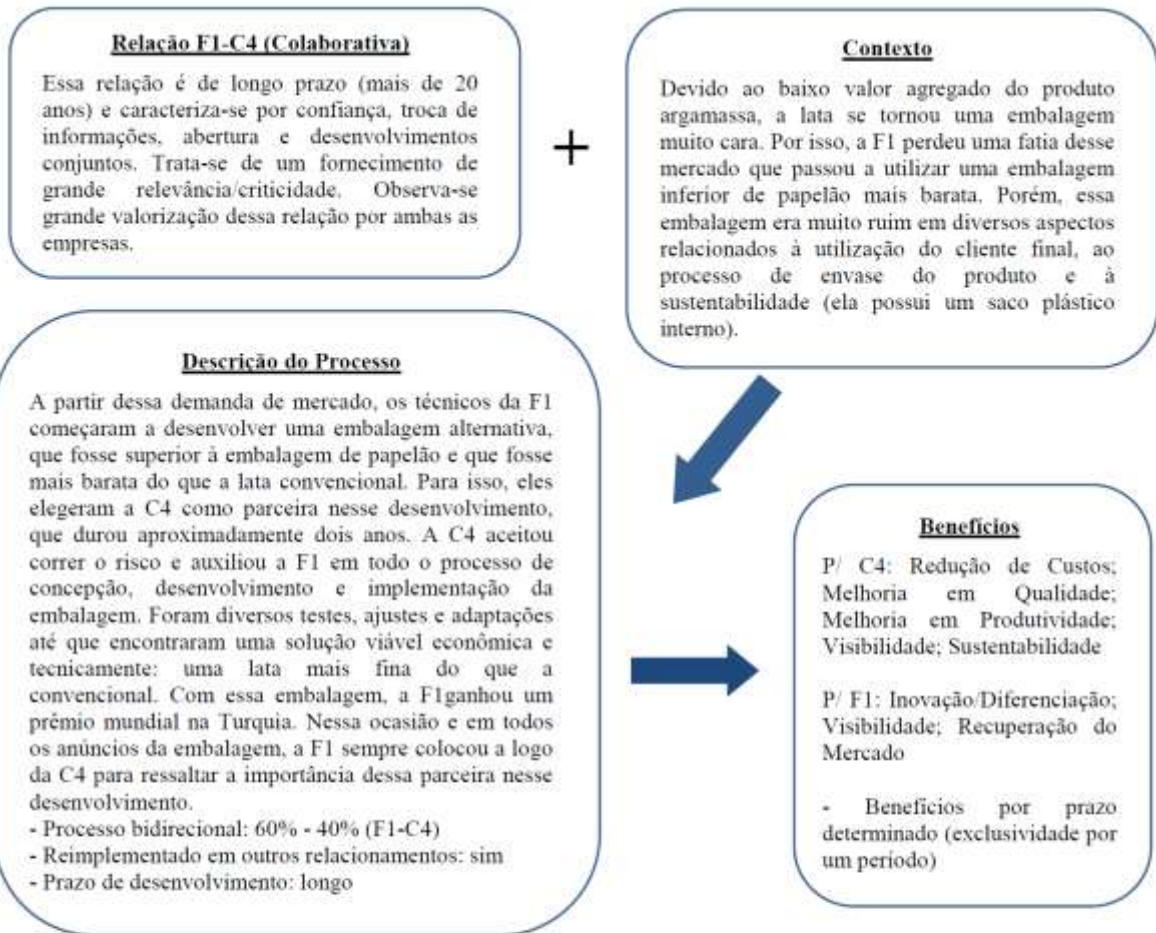 Relação F1-C4 (Colaborativa)
Essa relação é de longo prazo (mais de 20
anos) e caracteriza-se por confiança, troca de
informações, abertura e desenvolvimentos
conjuntos. Trata-se de um fornecimento de
grande relevância/criticidade. Observa-se
grande valorização dessa relação por ambas as
empresas.
+
Contexto
Devido ao baixo valor agregado do produto
argamassa, a lata se tornou uma embalagem
muito cara. Por isso, a F1 perdeu uma fatia desse
mercado que passou a utilizar uma embalagem
inferior de papelão mais barata. Porém, essa
embalagem era muito ruim em diversos aspectos
relacionados à utilização do cliente final, ao
processo de envase do produto e à
sustentabilidade (ela possui um saco plástico
interno).
Descrição do Processo
A partir dessa demanda de mercado, os técnicos da F1
começaram a desenvolver uma embalagem alternativa,
que fosse superior à embalagem de papelão e que fosse
mais barata do que a lata convencional. Para isso, eles
elegeram a C4 como parceira nesse desenvolvimento,
que durou aproximadamente dois anos. A C4 aceitou
correr o risco e auxiliou a F1 em todo o processo de
concepção, desenvolvimento e implementação da
embalagem. Foram diversos testes, ajustes e adaptações
até que encontraram uma solução viável econômica e
tecnicamente: uma lata mais fina do que a
convencional. Com essa embalagem, a F1ganhou um
prêmio mundial na Turquia. Nessa ocasião e em todos
os anúncios da embalagem, a F1 sempre colocou a logo
da C4 para ressaltar a importância dessa parceira nesse
desenvolvimento.
- Processo bidirecional: 60% - 40% (F1-C4)
- Reimplementado em outros relacionamentos: sim
- Prazo de desenvolvimento: longo
Benefícios
P/ C4: Redução de Custos;
Melhoria em Qualidade;
Melhoria em Produtividade;
Visibilidade; Sustentabilidade
P/ F1: Inovação/Diferenciação;
Visibilidade; Recuperação do
Mercado
- Benefícios por prazo
determinado (exclusividade por
um período)